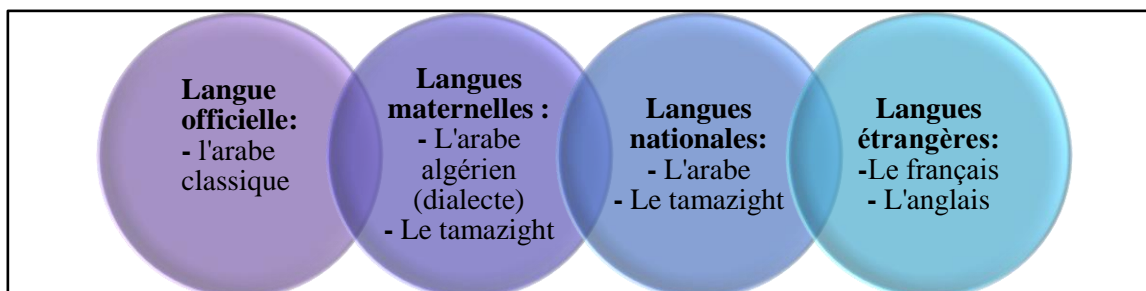 Langue
officielle:
- l'arabe
classique
Langues
maternelles :
- L'arabe
algérien
(dialecte)
- Le tamazight
Langues
nationales:
- L'arabe
- Le tamazight
Langues
étrangères:
-Le français
- L'anglais